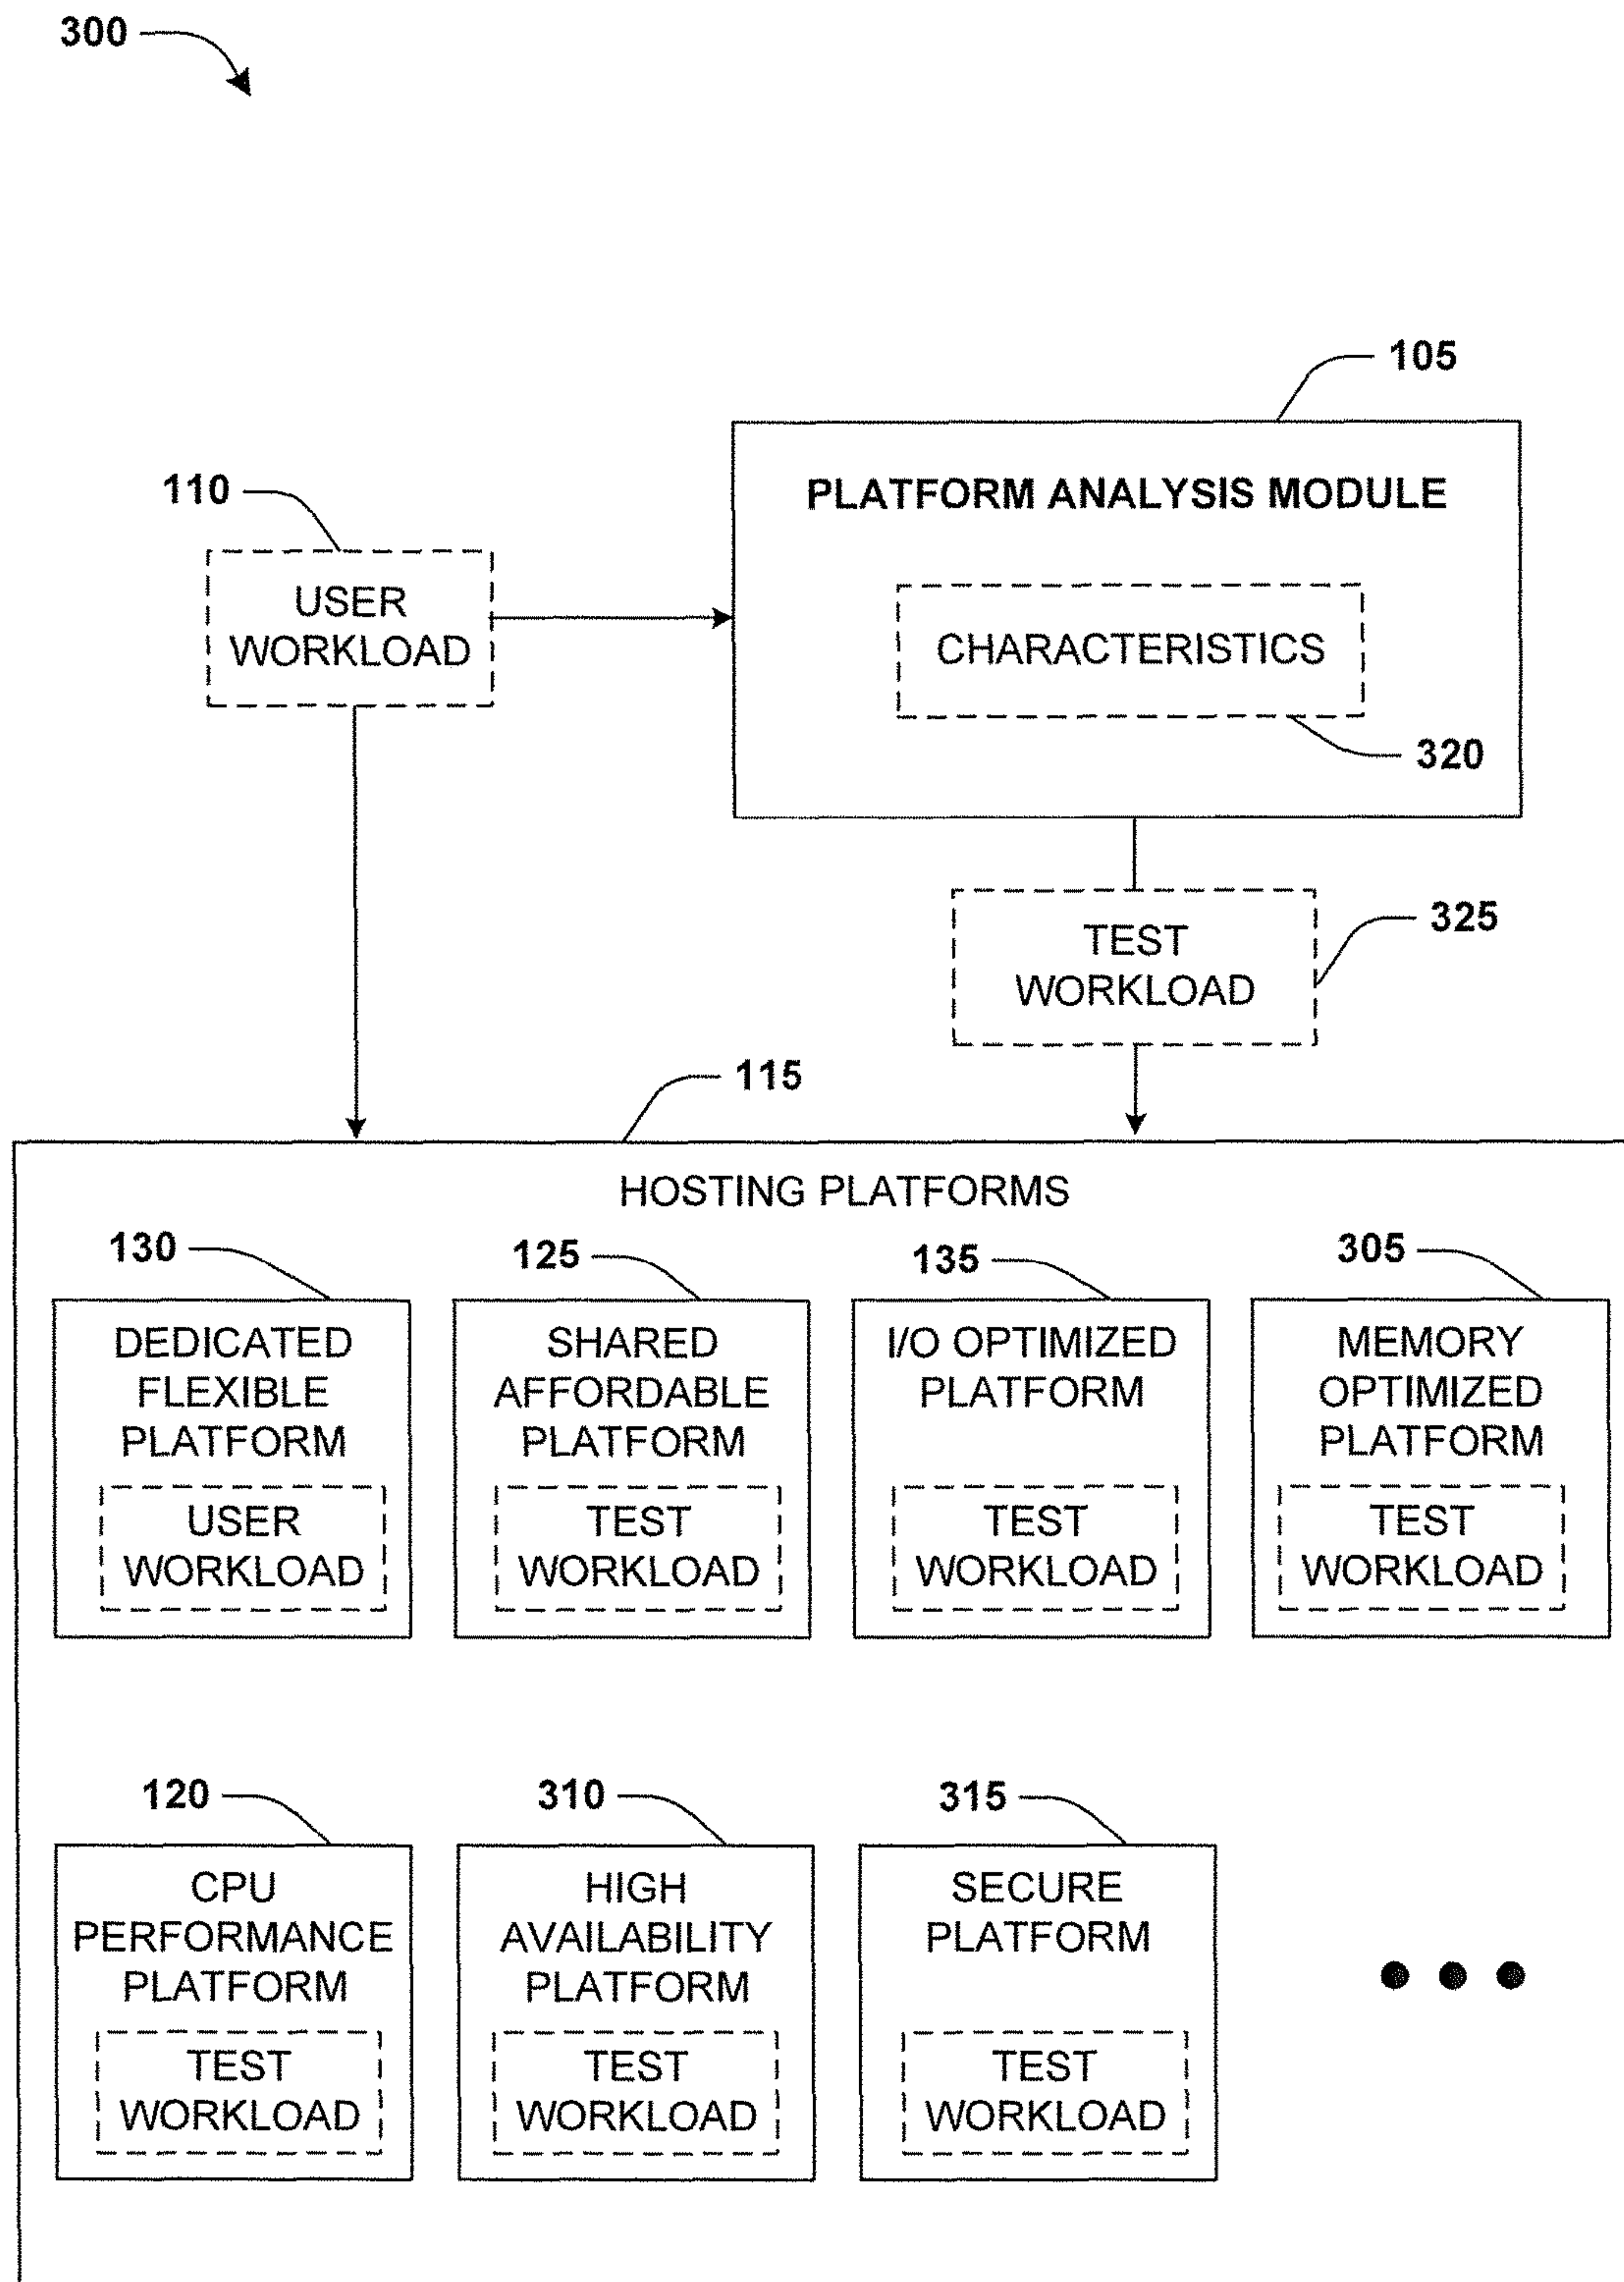 300
105
PLATFORM ANALYSIS MODULE
110
USER
WORKLOAD
CHARACTERISTICS
320
TEST
WORKLOAD
325
115
HOSTING PLATFORMS
130
125
135
305
DEDICATED
FLEXIBLE
PLATFORM
USER
WORKLOAD
SHARED
AFFORDABLE
PLATFORM
TEST
WORKLOAD
I/O OPTIMIZED
PLATFORM
TEST
WORKLOAD
MEMORY
OPTIMIZED
PLATFORM
TEST
WORKLOAD
120
310
315
CPU
PERFORMANCE
PLATFORM
TEST
WORKLOAD
HIGH
AVAILABILITY
PLATFORM
TEST
WORKLOAD
SECURE
PLATFORM
TEST
WORKLOAD